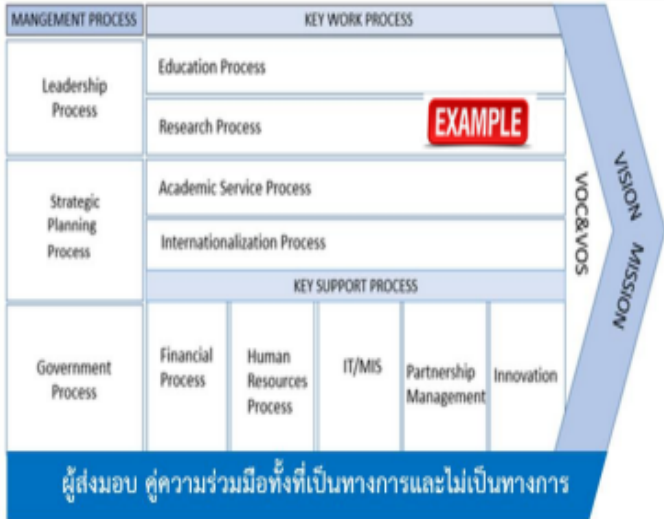 MANGEMENT PROCESS
KEY WORK PROCESS
Leadership
Process
Education Process
Research Process
EXAMPLE
Strategic
Planning
Process
Academic Service Process
Internationalization Process
KEY SUPPORT PROCESS
Government
Process
Financial
Process
Human
Resources
Process
IT/MIS
Partnership
Management
Innovation
VOC&VOS
VISION
MISSION
ผู้ส่งมอบ คู่ความร่วมมือทั้งที่เป็นทางการและไม่เป็นทางการ